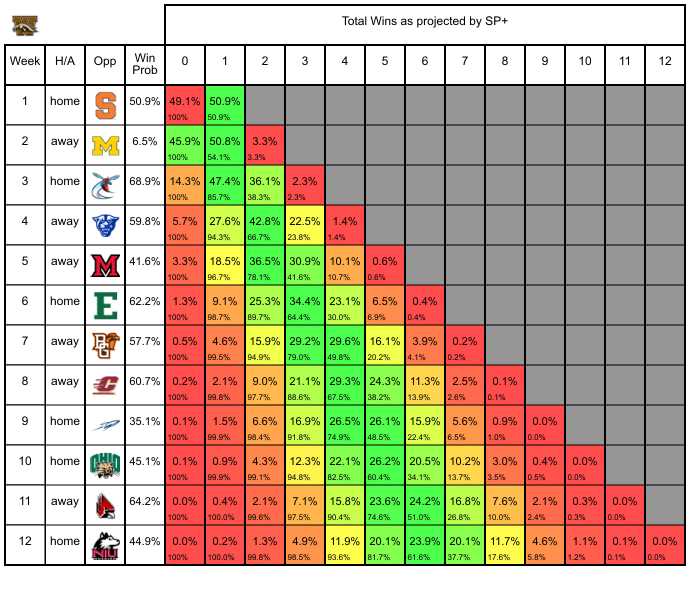 Total Wins as projected by SP+
Week H/A Opp Win Prob 0 1 2 3 4 5 6 7 8 9 10 11 12
1 home S 50.9% 49.1% 50.9%
100% 50.9%
2 away M 6.5% 45.9% 50.8% 3.3%
100% 54.1% 3.3%
3 home 68.9% 14.3% 47.4% 36.1% 2.3%
100% 85.7% 38.3% 2.3%
4 away 59.8% 5.7% 27.6% 42.8% 22.5% 1.4%
100% 94.3% 66.7% 23.8% 1.4%
5 away M 41.6% 3.3% 18.5% 36.5% 30.9% 10.1% 0.6%
100% 96.7% 78.1% 41.6% 10.7% 0.6%
6 home E 62.2% 1.3% 9.1% 25.3% 34.4% 23.1% 6.5% 0.4%
100% 98.7% 89.7% 64.4% 30.0% 6.9% 0.4%
7 away BG 57.7% 0.5% 4.6% 15.9% 29.2% 29.6% 16.1% 3.9% 0.2%
100% 99.5% 94.9% 79.0% 49.8% 20.2% 4.1% 0.2%
8 away C 60.7% 0.2% 2.1% 9.0% 21.1% 29.3% 24.3% 11.3% 2.5% 0.1%
100% 99.8% 97.7% 88.6% 67.5% 38.2% 13.9% 2.6% 0.1%
9 home 35.1% 0.1% 1.5% 6.6% 16.9% 26.5% 26.1% 15.9% 5.6% 0.9% 0.0%
100% 99.9% 98.4% 91.8% 74.9% 48.5% 22.4% 6.5% 1.0% 0.0%
10 home OHIO 45.1% 0.1% 0.9% 4.3% 12.3% 22.1% 26.2% 20.5% 10.2% 3.0% 0.4% 0.0%
100% 99.9% 99.1% 94.8% 82.5% 60.4% 34.1% 13.7% 3.5% 0.5% 0.0%
11 away 64.2% 0.0% 0.4% 2.1% 7.1% 15.8% 23.6% 24.2% 16.8% 7.6% 2.1% 0.3% 0.0%
100% 100.0% 99.6% 97.5% 90.4% 74.6% 51.0% 26.8% 10.0% 2.4% 0.3% 0.0%
12 home NIU 44.9% 0.0% 0.2% 1.3% 4.9% 11.9% 20.1% 23.9% 20.1% 11.7% 4.6% 1.1% 0.1% 0.0%
100% 100.0% 99.8% 98.5% 93.6% 81.7% 61.6% 37.7% 17.6% 5.8% 1.2% 0.1% 0.0%